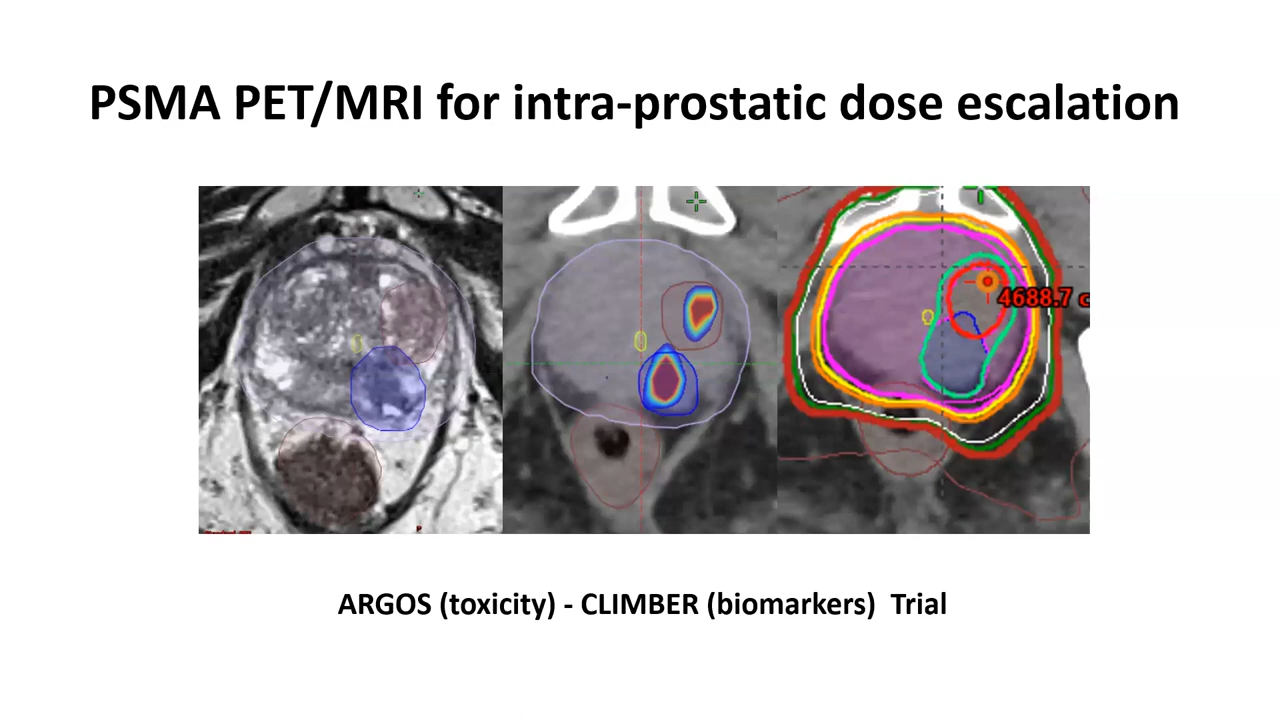 PSMA PET/MRI for intra-prostatic dose escalation
4688.7 c
ARGOS (toxicity) - CLIMBER (biomarkers) Trial